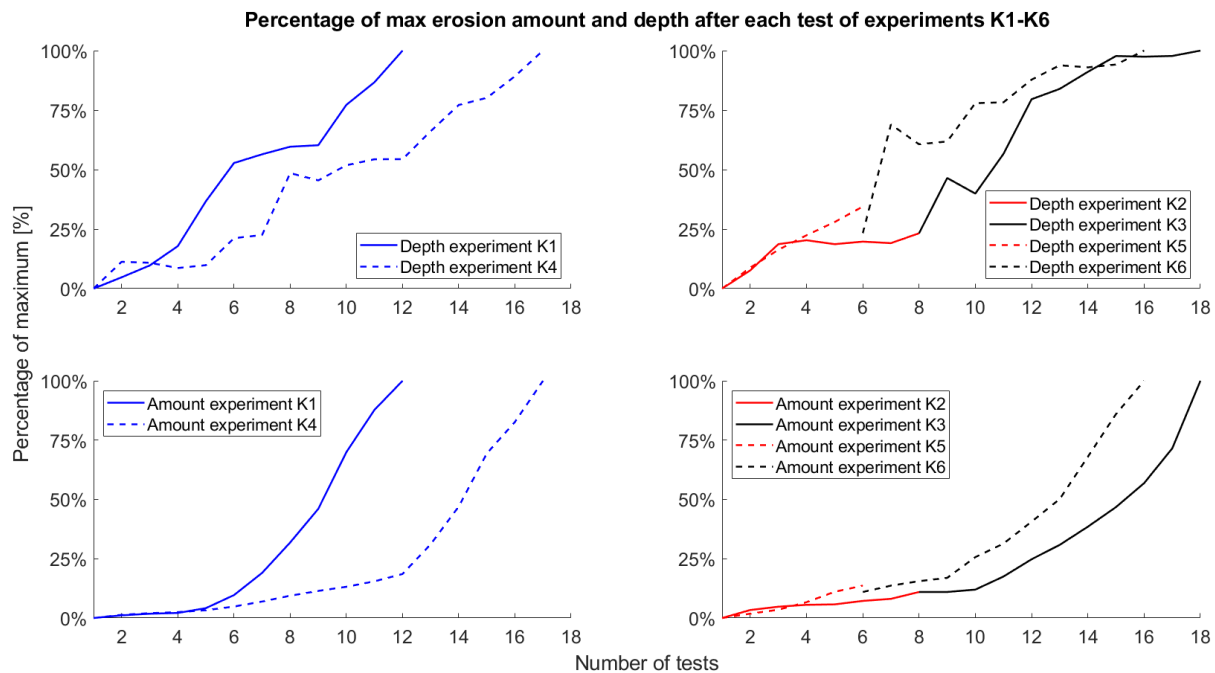 Percentage of max erosion amount and depth after each test of experiments K1-K6
Percentage of maximum [%]
100%
75%
50%
25%
0%
2 4 6 8 10 12 14 16 18
Depth experiment K1
Depth experiment K4
100%
75%
50%
25%
0%
2 4 6 8 10 12 14 16 18
Depth experiment K2
Depth experiment K3
Depth experiment K5
Depth experiment K6
100%
75%
50%
25%
0%
2 4 6 8 10 12 14 16 18
Amount experiment K1
Amount experiment K4
100%
75%
50%
25%
0%
2 4 6 8 10 12 14 16 18
Amount experiment K2
Amount experiment K3
Amount experiment K5
Amount experiment K6
Number of tests